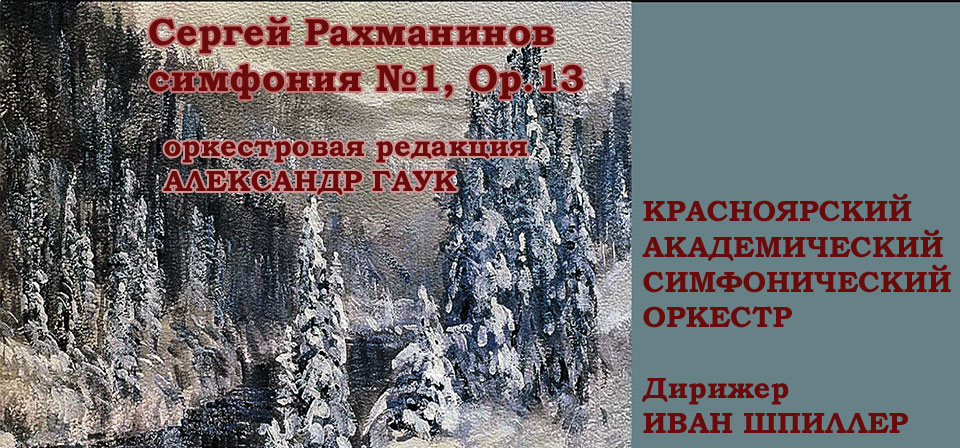 Сергей Рахманинов
симфония №1, Op.13
оркестровая редакция
АЛЕКСАНДР ГАУК
КРАСНОЯРСКИЙ
АКАДЕМИЧЕСКИЙ
СИМФОНИЧЕСКИЙ
ОРКЕСТР
Дирижер
ИВАН ШПИЛЛЕР